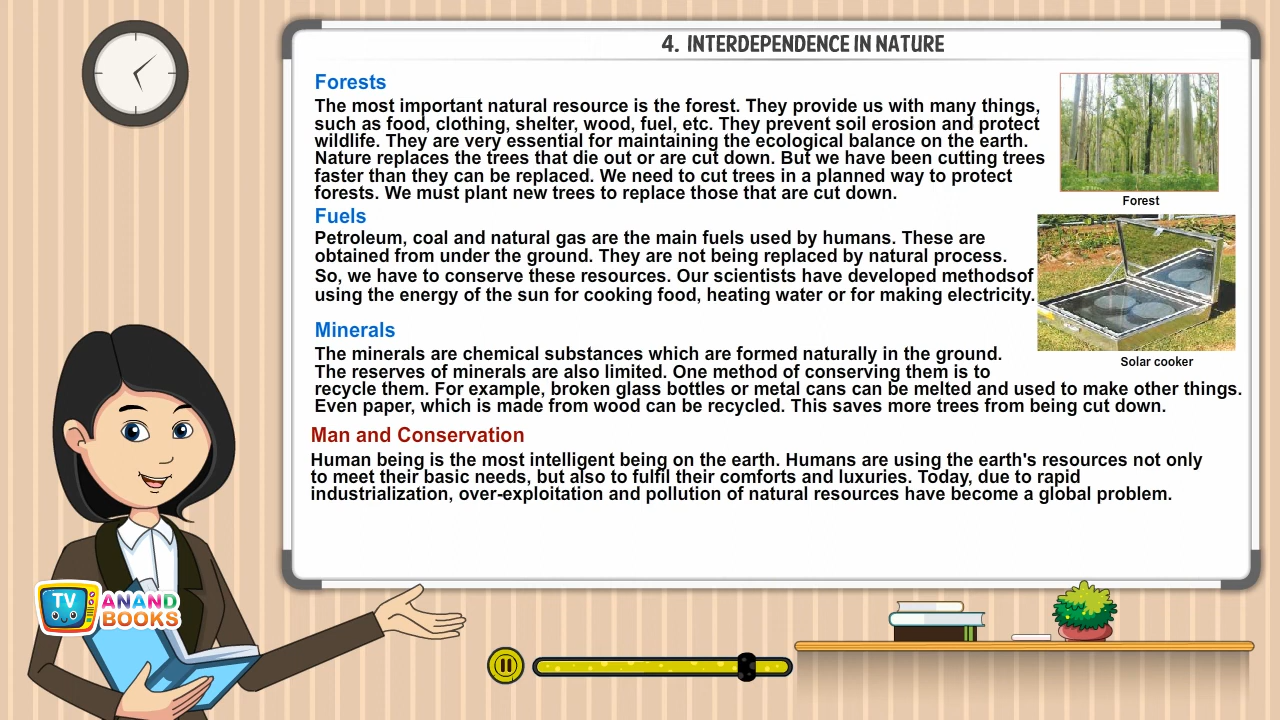 4. INTERDEPENDENCE IN NATURE
Forests
The most important natural resource is the forest. They provide us with many things,
such as food, clothing, shelter, wood, fuel, etc. They prevent soil erosion and protect
wildlife. They are very essential for maintaining the ecological balance on the earth.
Nature replaces the trees that die out or are cut down. But we have been cutting trees
faster than they can be replaced. We need to cut trees in a planned way to protect
forests. We must plant new trees to replace those that are cut down.
Forest
Fuels
Petroleum, coal and natural gas are the main fuels used by humans. These are
obtained from under the ground. They are not being replaced by natural process.
So, we have to conserve these resources. Our scientists have developed methodsof
using the energy of the sun for cooking food, heating water or for making electricity.
Solar cooker
Minerals
The minerals are chemical substances which are formed naturally in the ground.
The reserves of minerals are also limited. One method of conserving them is to
recycle them. For example, broken glass bottles or metal cans can be melted and used to make other things.
Even paper, which is made from wood can be recycled. This saves more trees from being cut down.
Man and Conservation
Human being is the most intelligent being on the earth. Humans are using the earth's resources not only
to meet their basic needs, but also to fulfil their comforts and luxuries. Today, due to rapid
industrialization, over-exploitation and pollution of natural resources have become a global problem.
TV
ANAND
BOOKS